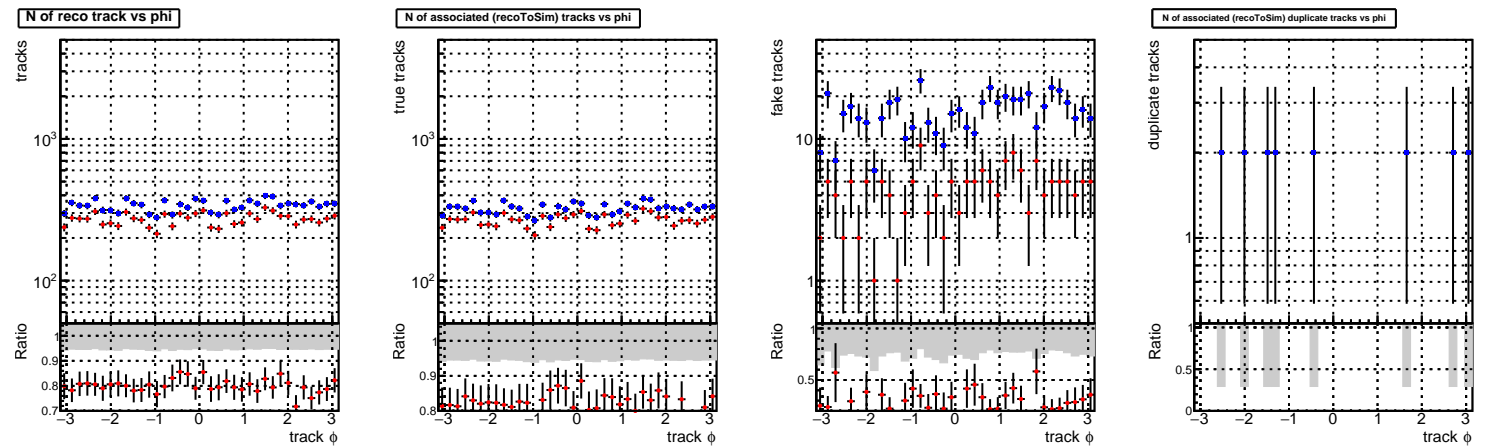 N of reco track vs phi
tracks
10³
10²
Ratio
1
0.9
0.8
0.7
−3 −2 −1 0 1 2 3
track ϕ
N of associated (recoToSim) tracks vs phi
true tracks
10³
10²
Ratio
1
0.9
0.8
−3 −2 −1 0 1 2 3
track ϕ
fake tracks
10
1
Ratio
1
0.5
−3 −2 −1 0 1 2 3
track ϕ
N of associated (recoToSim) duplicate tracks vs phi
duplicate tracks
1
Ratio
1
0.5
0
−3 −2 −1 0 1 2 3
track ϕ